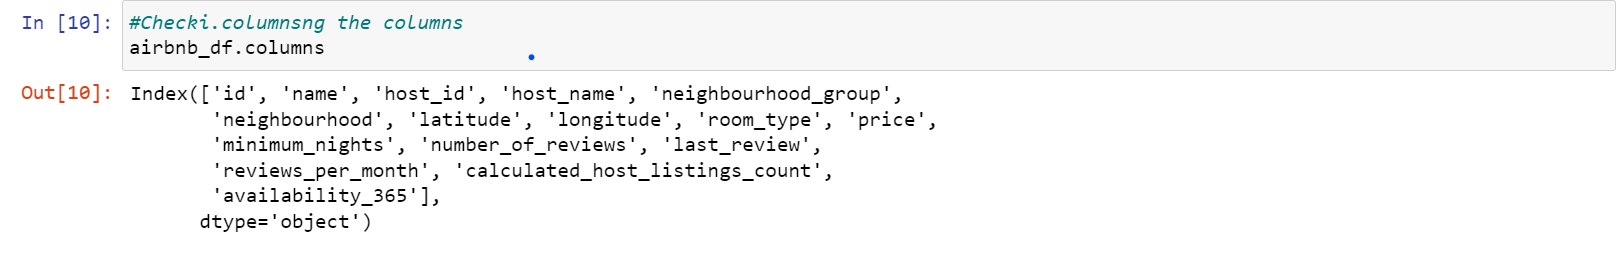 In [10]: #Checki.columnsng the columns
airbnb_df.columns
Out[10]: Index(['id', 'name', 'host_id', 'host_name', 'neighbourhood_group',
'neighbourhood', 'latitude', 'longitude', 'room_type', 'price',
'minimum_nights', 'number_of_reviews', 'last_review',
'reviews_per_month', 'calculated_host_listings_count',
'availability_365'],
dtype='object')